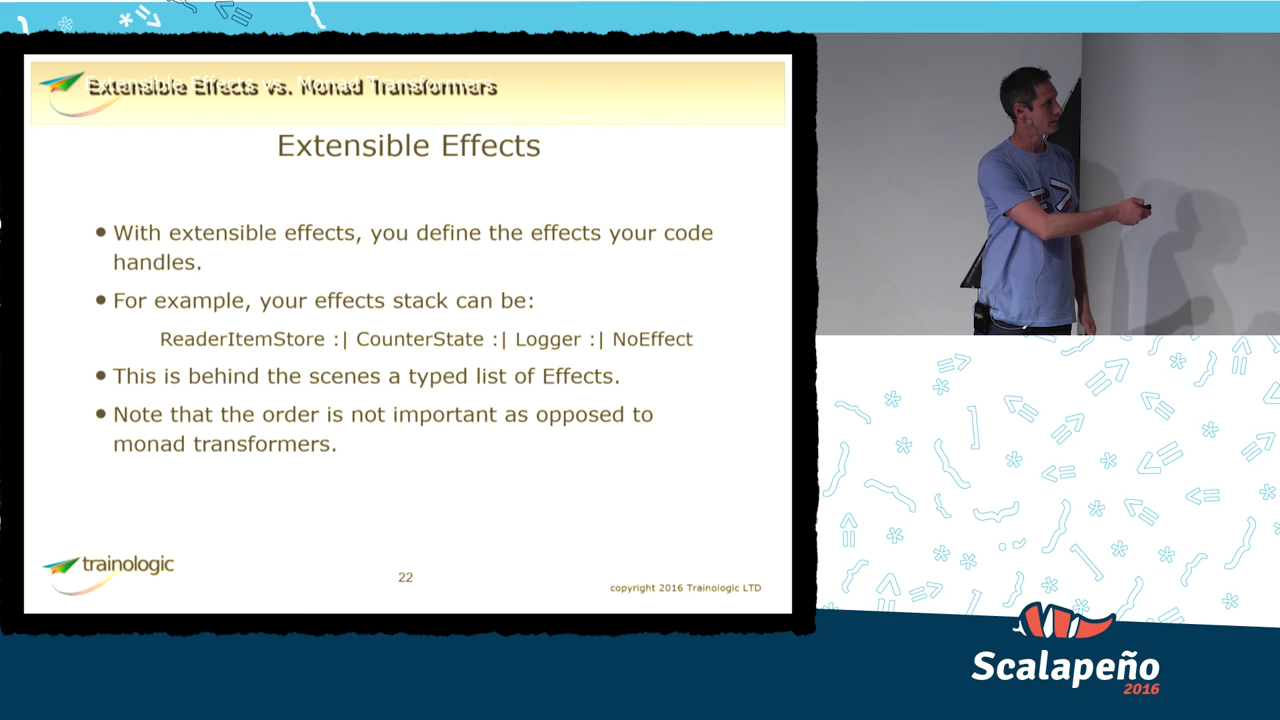 Extensible Effects vs. Monad Transformers
Extensible Effects
• With extensible effects, you define the effects your code
handles.
• For example, your effects stack can be:
ReaderItemStore :| CounterState :| Logger :| NoEffect
• This is behind the scenes a typed list of Effects.
• Note that the order is not important as opposed to
monad transformers.
trainologic
22
copyright 2016 Trainologic LTD
Scalapeño
2016